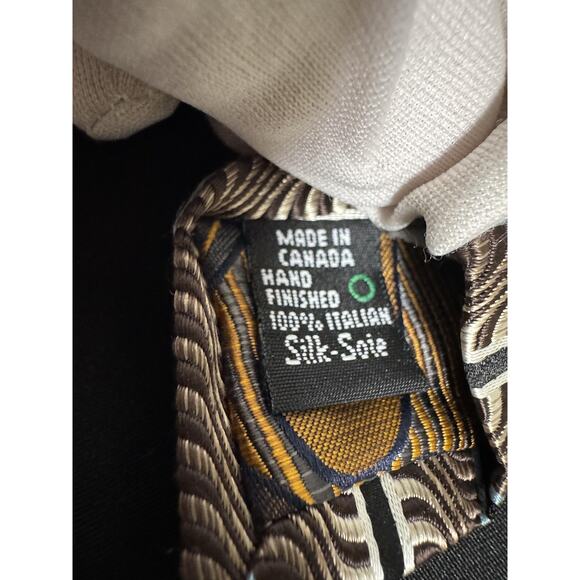 MADE IN
CANADA
HAND
FINISHED
100% ITALIAN
Silk-Soie